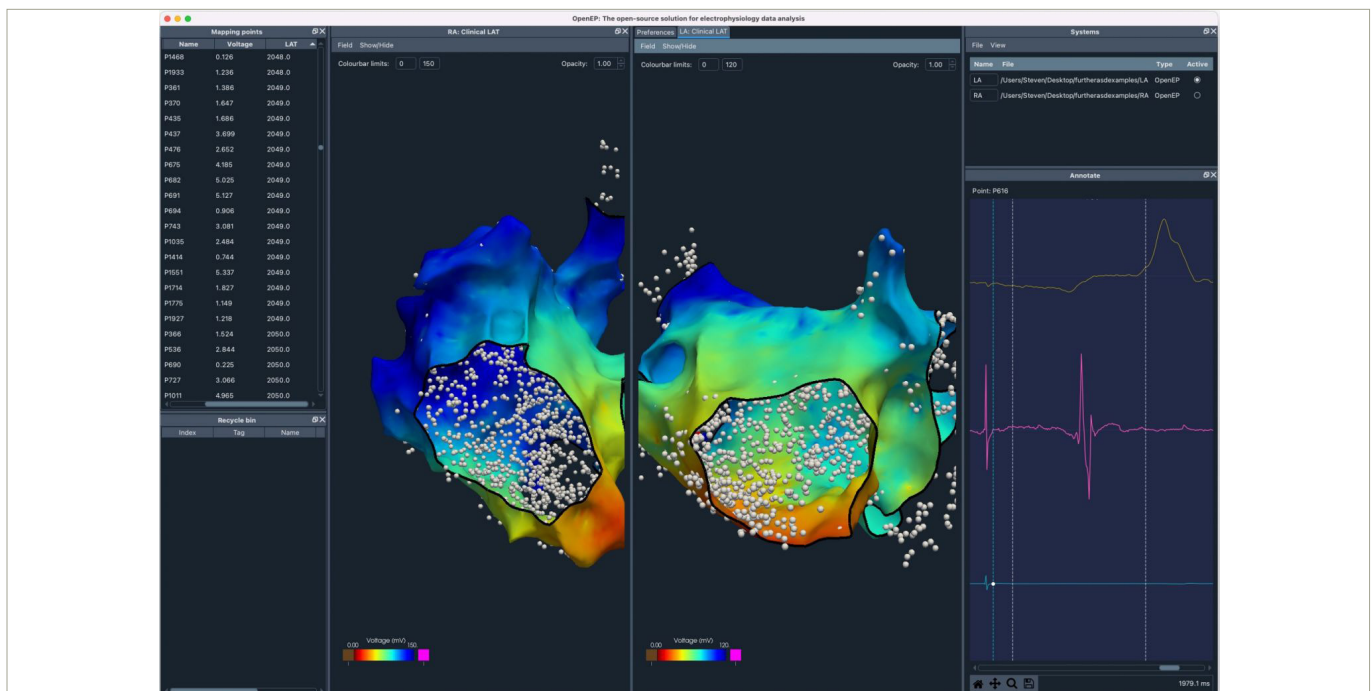 OpenEP: The open-source solution for electrophysiology data analysis
Mapping points
Name Voltage LAT
P1468 0.126 2048.0
P1933 1.236 2048.0
P361 1.386 2049.0
P370 1.647 2049.0
P435 1.686 2049.0
P437 3.699 2049.0
P476 2.652 2049.0
P675 4.185 2049.0
P682 5.025 2049.0
P691 5.127 2049.0
P694 0.906 2049.0
P743 3.081 2049.0
P1035 2.484 2049.0
P1414 0.744 2049.0
P1551 5.337 2049.0
P1714 1.827 2049.0
P1775 1.149 2049.0
P1927 1.218 2049.0
P366 1.524 2050.0
P536 2.844 2050.0
P690 0.225 2050.0
P727 3.066 2050.0
P1011 4.965 2050.0
Recycle bin
Index Tag Name
RA: Clinical LAT
Field Show/Hide
Colourbar limits: 0 150 Opacity: 1.00
Voltage (mV)
0.00 150
Preferences LA: Clinical LAT
Field Show/Hide
Colourbar limits: 0 120 Opacity: 1.00
Voltage (mV)
0.00 120
Systems
File View
Name File Type Active
LA /Users/Steven/Desktop/furtherasdexamples/LA OpenEP
RA /Users/Steven/Desktop/furtherasdexamples/RA OpenEP
Annotate
Point: P616
1979.1 ms